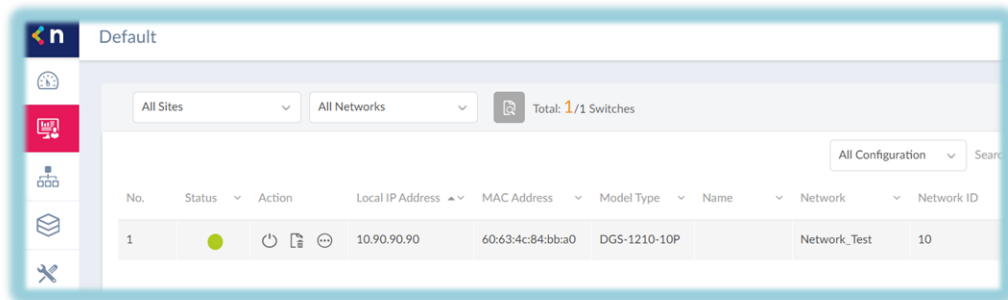 n
Default
All Sites All Networks Total: 1/1 Switches
All Configuration
No. Status Action Local IP Address MAC Address Model Type Name Network Network ID
1 10.90.90.90 60:63:4c:84:bb:a0 DGS-1210-10P Network_Test 10